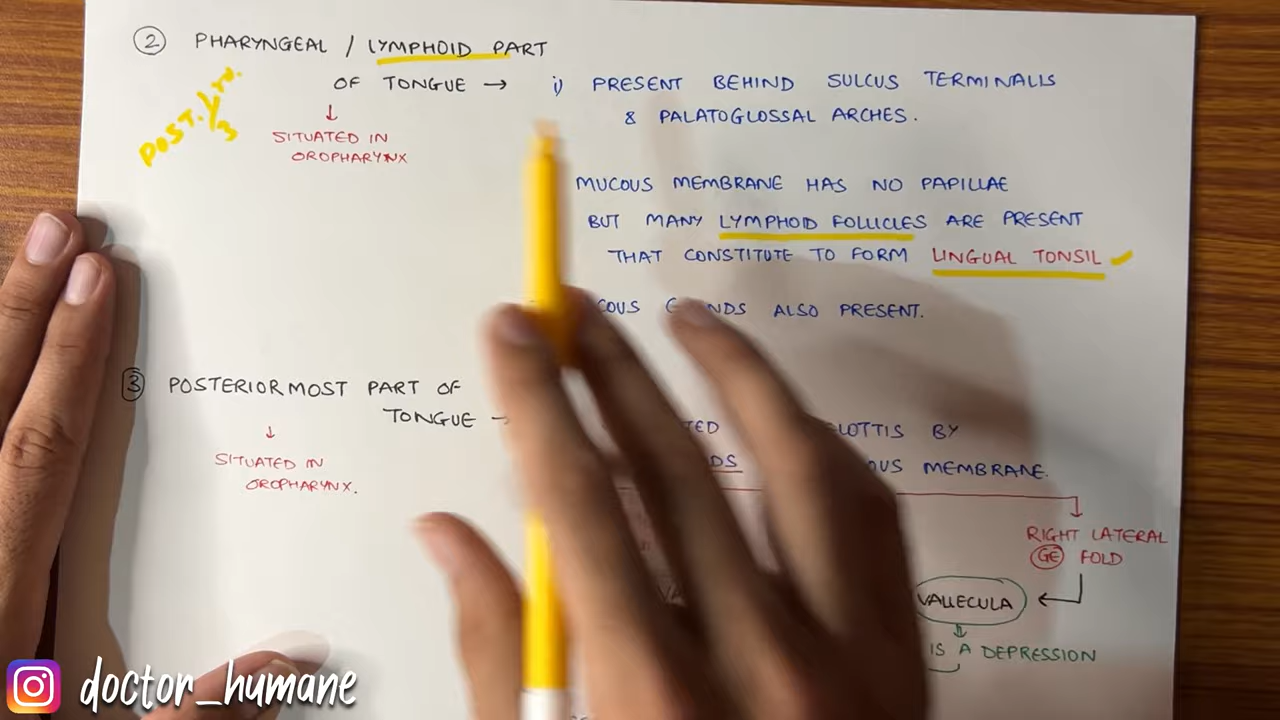 ② PHARYNGEAL / LYMPHOID PART
OF TONGUE → i) PRESENT BEHIND SULCUS TERMINALIS
& PALATOGLOSSAL ARCHES.
POST. 1/3
↓
SITUATED IN
OROPHARYNX
MUCOUS MEMBRANE HAS NO PAPILLAE
BUT MANY LYMPHOID FOLLICLES ARE PRESENT
THAT CONSTITUTE TO FORM LINGUAL TONSIL
ALSO PRESENT.
③ POSTERIORMOST PART OF
TONGUE →
↓
SITUATED IN
OROPHARYNX.
BY
MEMBRANE.
RIGHT LATERAL
GE FOLD
VALLECULA ←
↓
IS A DEPRESSION
doctor_humane